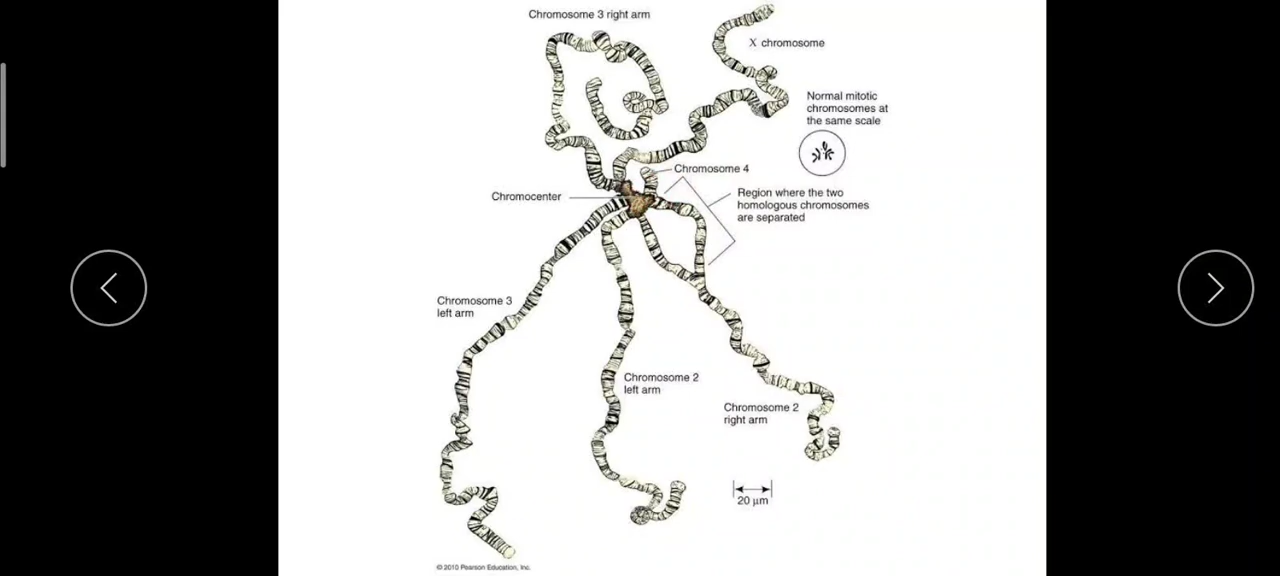 Chromosome 3 right arm
X chromosome
Normal mitotic
chromosomes at
the same scale
Chromosome 4
Chromocenter
Region where the two
homologous chromosomes
are separated
Chromosome 3
left arm
Chromosome 2
left arm
Chromosome 2
right arm
20 μm
© 2010 Pearson Education, Inc.